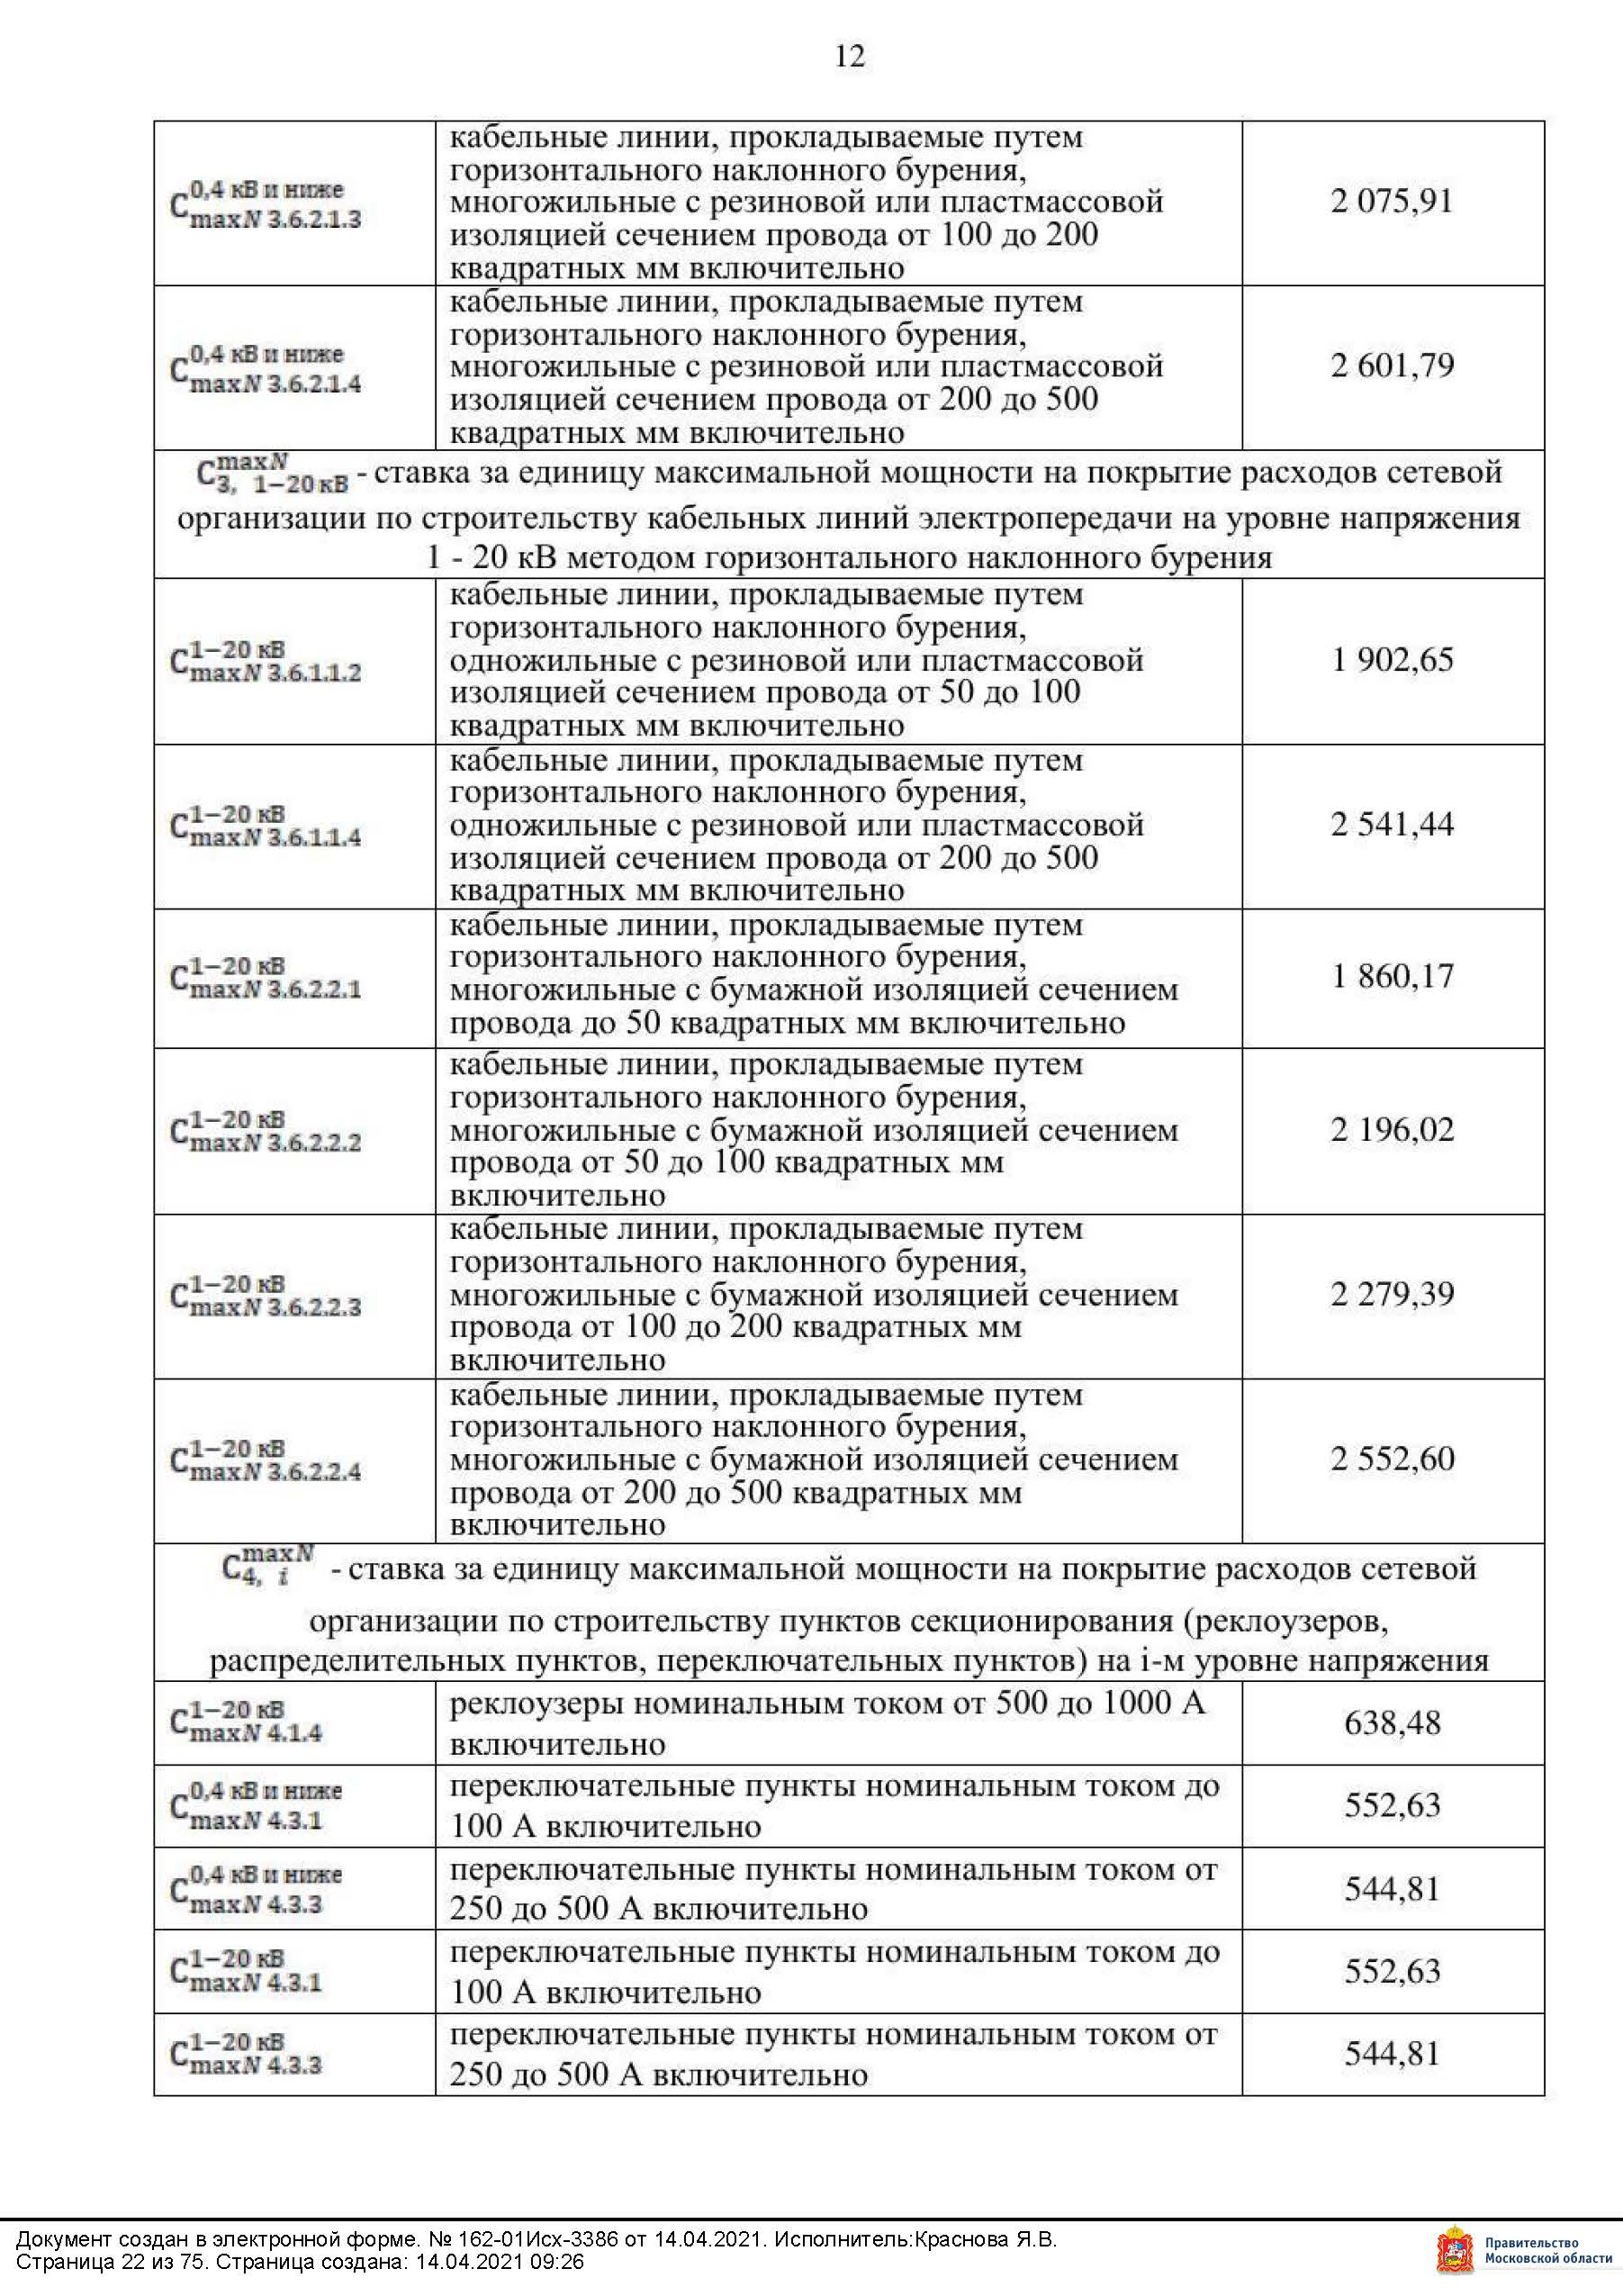 12
кабельные линии, прокладываемые путем
горизонтального наклонного бурения,
C 0,4 кВ и ниже maxN 3.6.2.1.3 многожильные с резиновой или пластмассовой 2 075,91
изоляцией сечением провода от 100 до 200
квадратных мм включительно
кабельные линии, прокладываемые путем
горизонтального наклонного бурения,
C 0,4 кВ и ниже maxN 3.6.2.1.4 многожильные с резиновой или пластмассовой 2 601,79
изоляцией сечением провода от 200 до 500
квадратных мм включительно
C maxN 3, 1–20 кВ - ставка за единицу максимальной мощности на покрытие расходов сетевой
организации по строительству кабельных линий электропередачи на уровне напряжения
1 - 20 кВ методом горизонтального наклонного бурения
кабельные линии, прокладываемые путем
горизонтального наклонного бурения,
C 1–20 кВ maxN 3.6.1.1.2 одножильные с резиновой или пластмассовой 1 902,65
изоляцией сечением провода от 50 до 100
квадратных мм включительно
кабельные линии, прокладываемые путем
горизонтального наклонного бурения,
C 1–20 кВ maxN 3.6.1.1.4 одножильные с резиновой или пластмассовой 2 541,44
изоляцией сечением провода от 200 до 500
квадратных мм включительно
кабельные линии, прокладываемые путем
горизонтального наклонного бурения,
C 1–20 кВ maxN 3.6.2.2.1 многожильные с бумажной изоляцией сечением 1 860,17
провода до 50 квадратных мм включительно
кабельные линии, прокладываемые путем
горизонтального наклонного бурения,
C 1–20 кВ maxN 3.6.2.2.2 многожильные с бумажной изоляцией сечением 2 196,02
провода от 50 до 100 квадратных мм
включительно
кабельные линии, прокладываемые путем
горизонтального наклонного бурения,
C 1–20 кВ maxN 3.6.2.2.3 многожильные с бумажной изоляцией сечением 2 279,39
провода от 100 до 200 квадратных мм
включительно
кабельные линии, прокладываемые путем
горизонтального наклонного бурения,
C 1–20 кВ maxN 3.6.2.2.4 многожильные с бумажной изоляцией сечением 2 552,60
провода от 200 до 500 квадратных мм
включительно
C maxN 4, i - ставка за единицу максимальной мощности на покрытие расходов сетевой
организации по строительству пунктов секционирования (реклоузеров,
распределительных пунктов, переключательных пунктов) на i-м уровне напряжения
C 1–20 кВ maxN 4.1.4 реклоузеры номинальным током от 500 до 1000 А 638,48
включительно
C 0,4 кВ и ниже maxN 4.3.1 переключательные пункты номинальным током до 552,63
100 А включительно
C 0,4 кВ и ниже maxN 4.3.3 переключательные пункты номинальным током от 544,81
250 до 500 А включительно
C 1–20 кВ maxN 4.3.1 переключательные пункты номинальным током до 552,63
100 А включительно
C 1–20 кВ maxN 4.3.3 переключательные пункты номинальным током от 544,81
250 до 500 А включительно
Документ создан в электронной форме. № 162-01Исх-3386 от 14.04.2021. Исполнитель:Краснова Я.В.
Страница 22 из 75. Страница создана: 14.04.2021 09:26
Правительство
Московской области